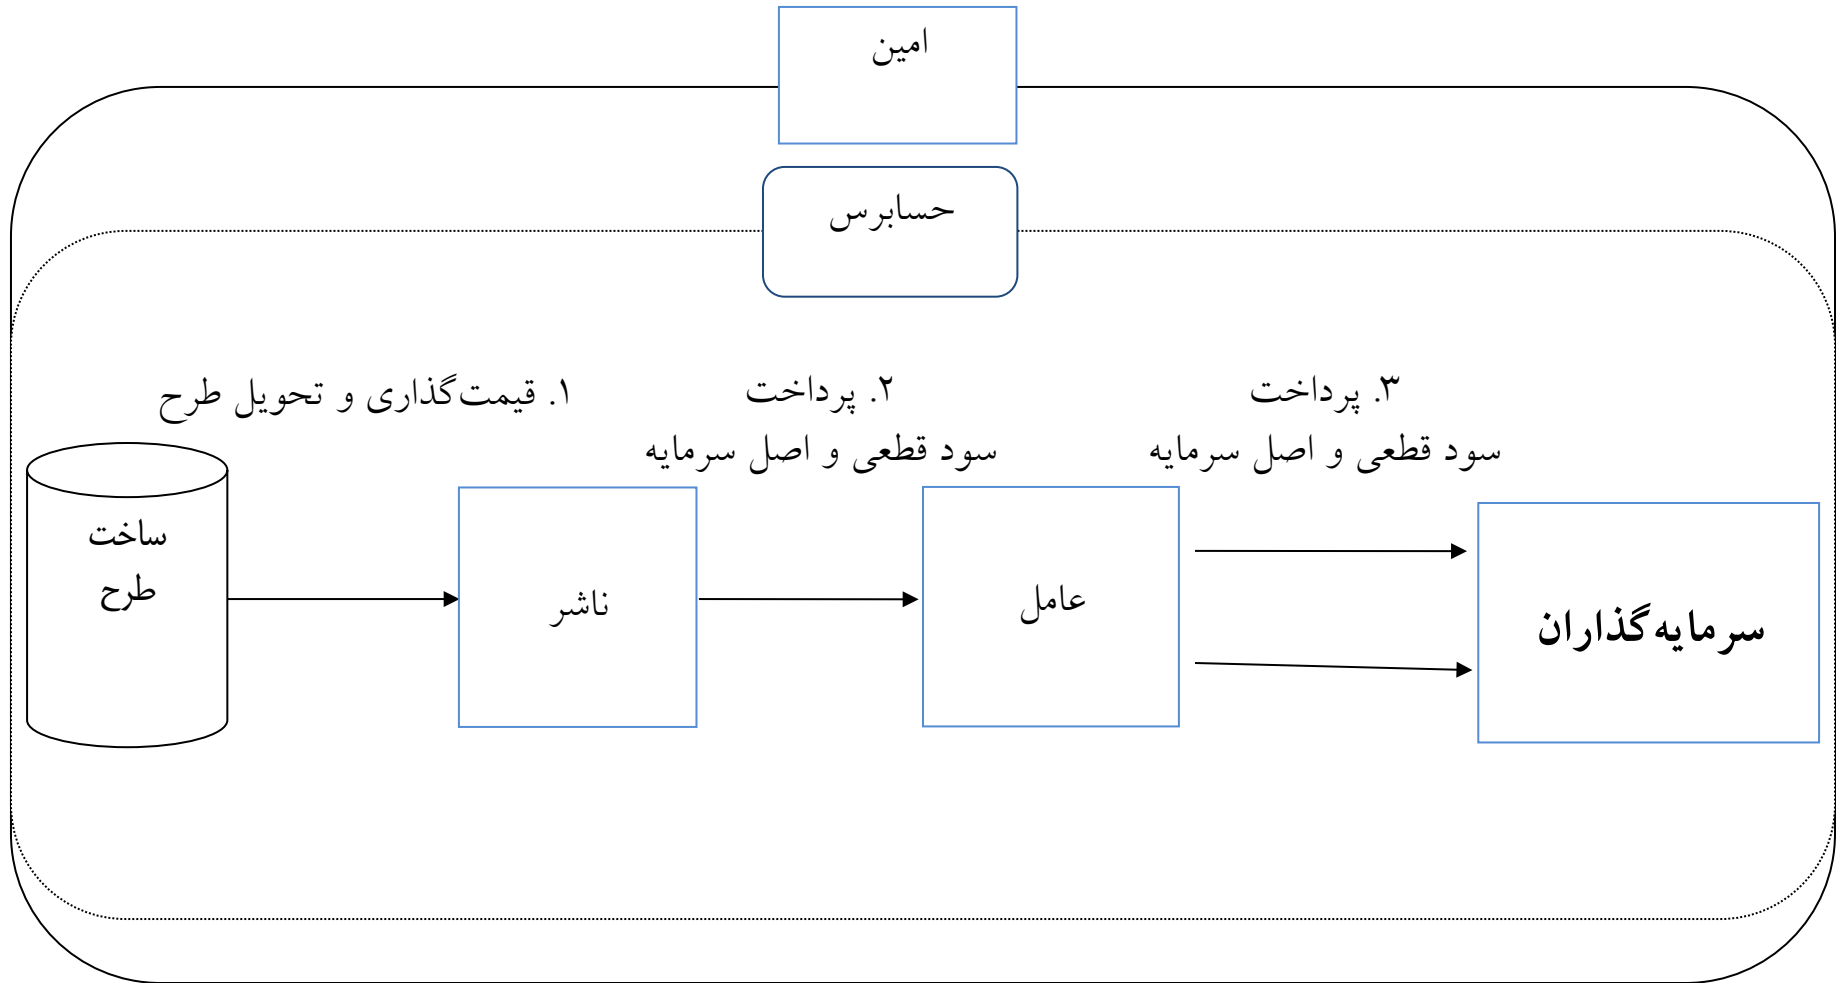 امین
حسابرس
۱. قیمت‌گذاری و تحویل طرح
۲. پرداخت
سود قطعی و اصل سرمایه
۳. پرداخت
سود قطعی و اصل سرمایه
ساخت
طرح
ناشر
عامل
سرمایه‌گذاران